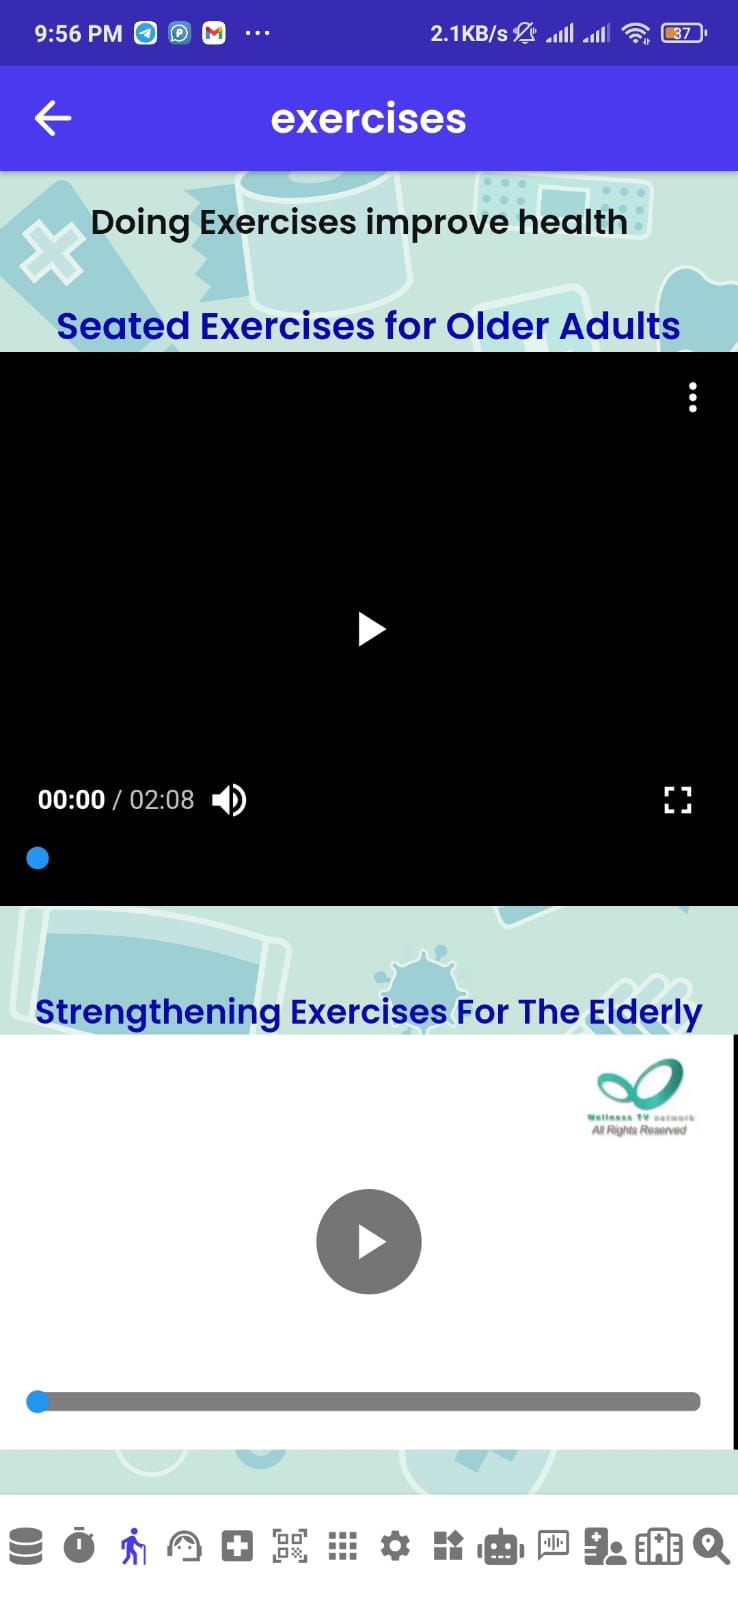 9:56 PM
2.1KB/s
37
exercises
Doing Exercises improve health
Seated Exercises for Older Adults
00:00 / 02:08
Strengthening Exercises For The Elderly
Wellness TV network
All Rights Reserved